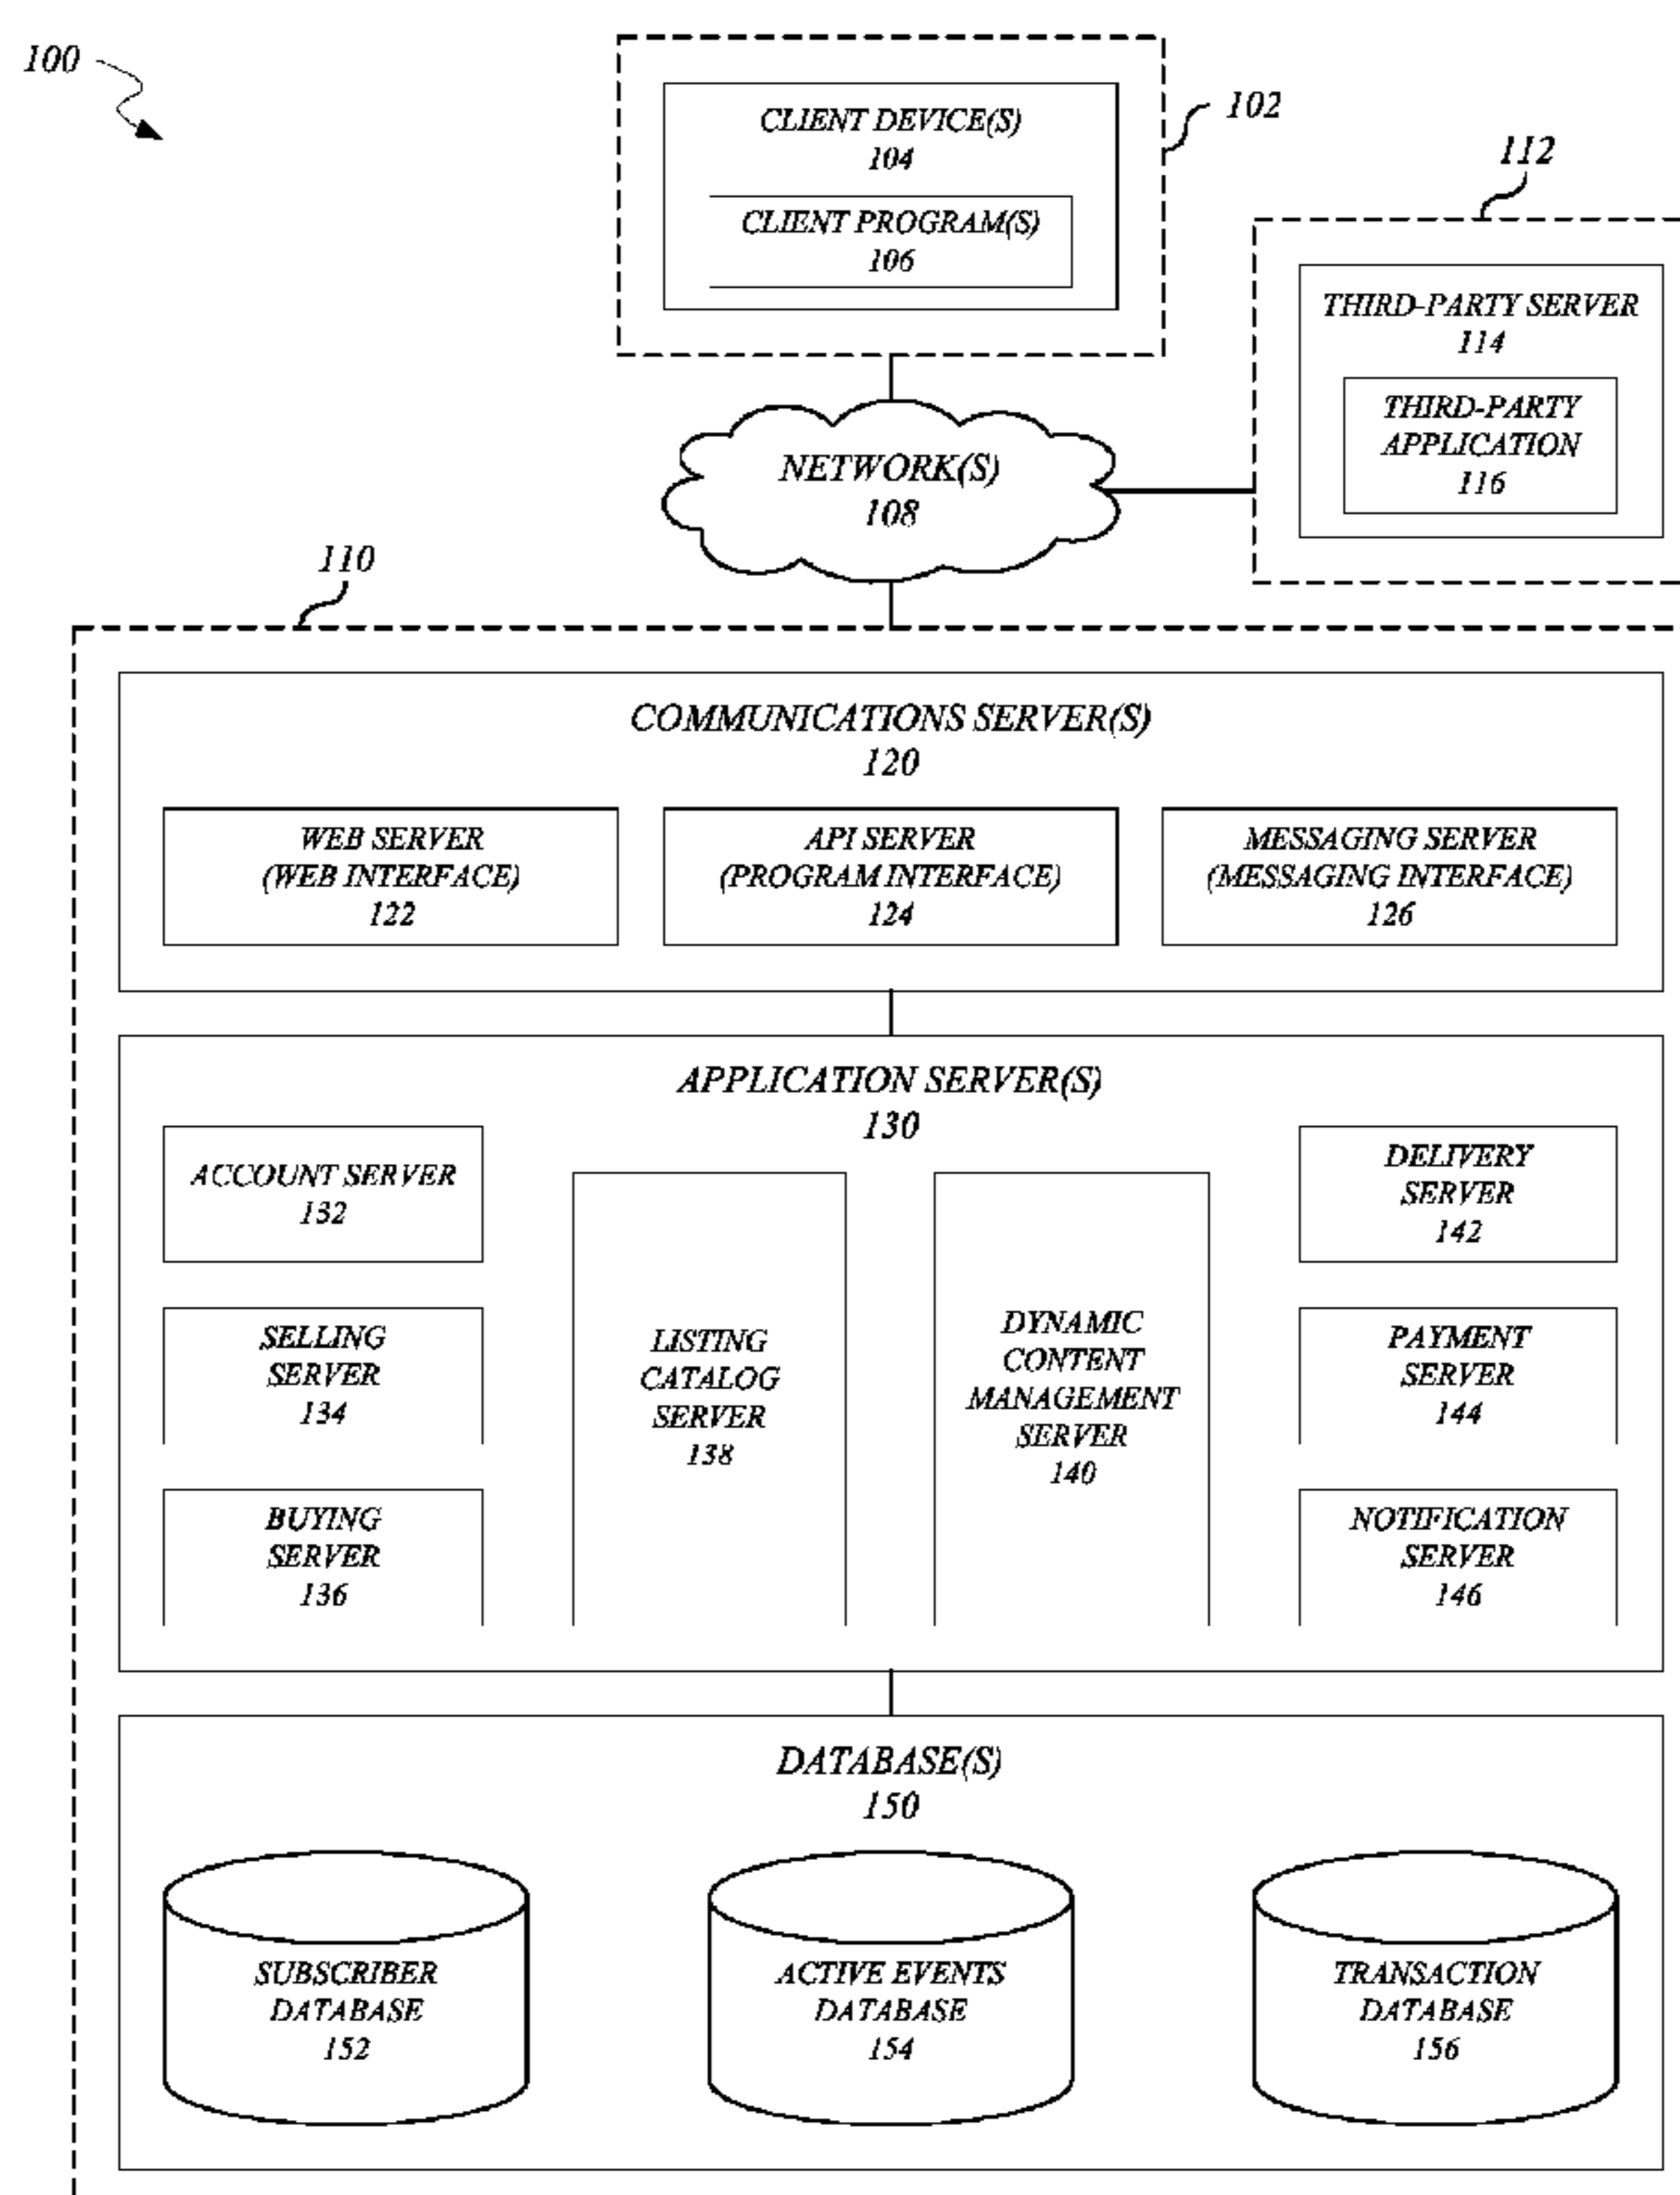 100
102
CLIENT DEVICE(S)
104
CLIENT PROGRAM(S)
106
112
THIRD-PARTY SERVER
114
THIRD-PARTY
APPLICATION
116
NETWORK(S)
108
110
COMMUNICATIONS SERVER(S)
120
WEB SERVER
(WEB INTERFACE)
122
API SERVER
(PROGRAM INTERFACE)
124
MESSAGING SERVER
(MESSAGING INTERFACE)
126
APPLICATION SERVER(S)
130
ACCOUNT SERVER
132
SELLING
SERVER
134
BUYING
SERVER
136
LISTING
CATALOG
SERVER
138
DYNAMIC
CONTENT
MANAGEMENT
SERVER
140
DELIVERY
SERVER
142
PAYMENT
SERVER
144
NOTIFICATION
SERVER
146
DATABASE(S)
150
SUBSCRIBER
DATABASE
152
ACTIVE EVENTS
DATABASE
154
TRANSACTION
DATABASE
156